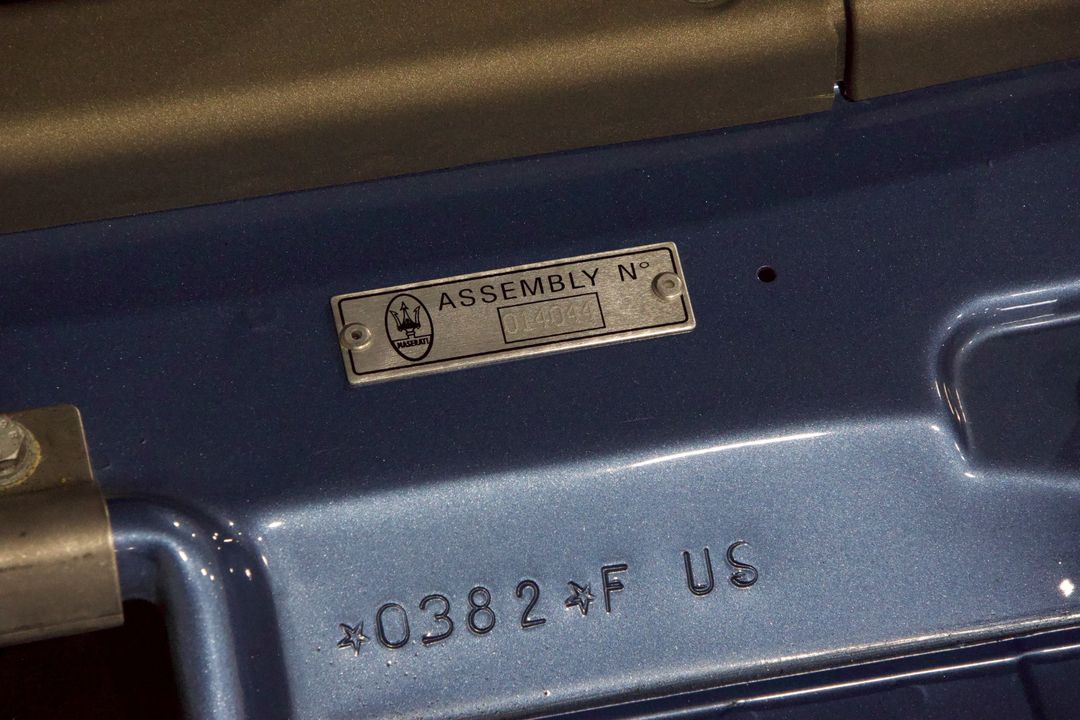 ASSEMBLY N°
MASERATI
014044
☆0382☆F US